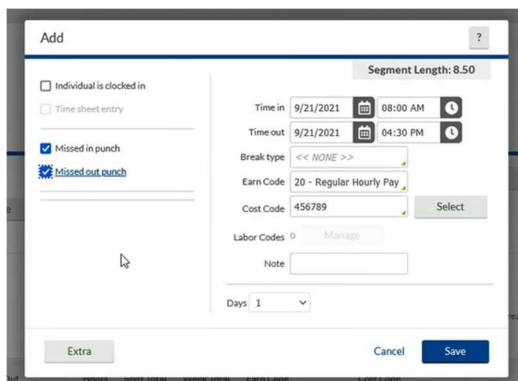 Add
?
Segment Length: 8.50
Individual is clocked in
Time sheet entry
Missed in punch
Missed out punch
Time in 9/21/2021 08:00 AM
Time out 9/21/2021 04:30 PM
Break type << NONE >>
Earn Code 20 - Regular Hourly Pay
Cost Code 456789 Select
Labor Codes 0 Manage
Note
Days 1
Extra Cancel Save
Out Hours Shift Total Week Total Earn Code Cost Code